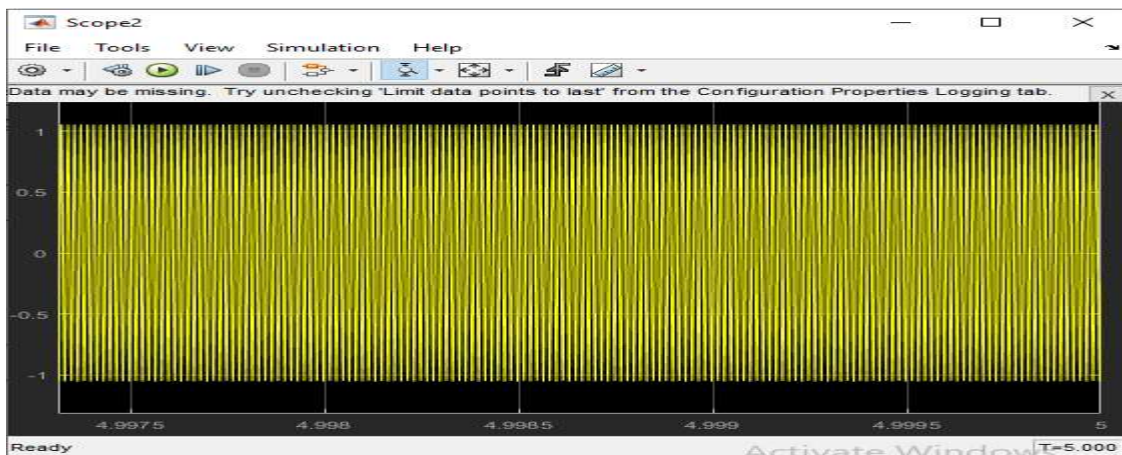 Scope2
File Tools View Simulation Help
Data may be missing. Try unchecking 'Limit data points to last' from the Configuration Properties Logging tab.
1
0.5
0
-0.5
-1
4.9975 4.998 4.9985 4.999 4.9995 5
Activate Windows
Ready T=5.000